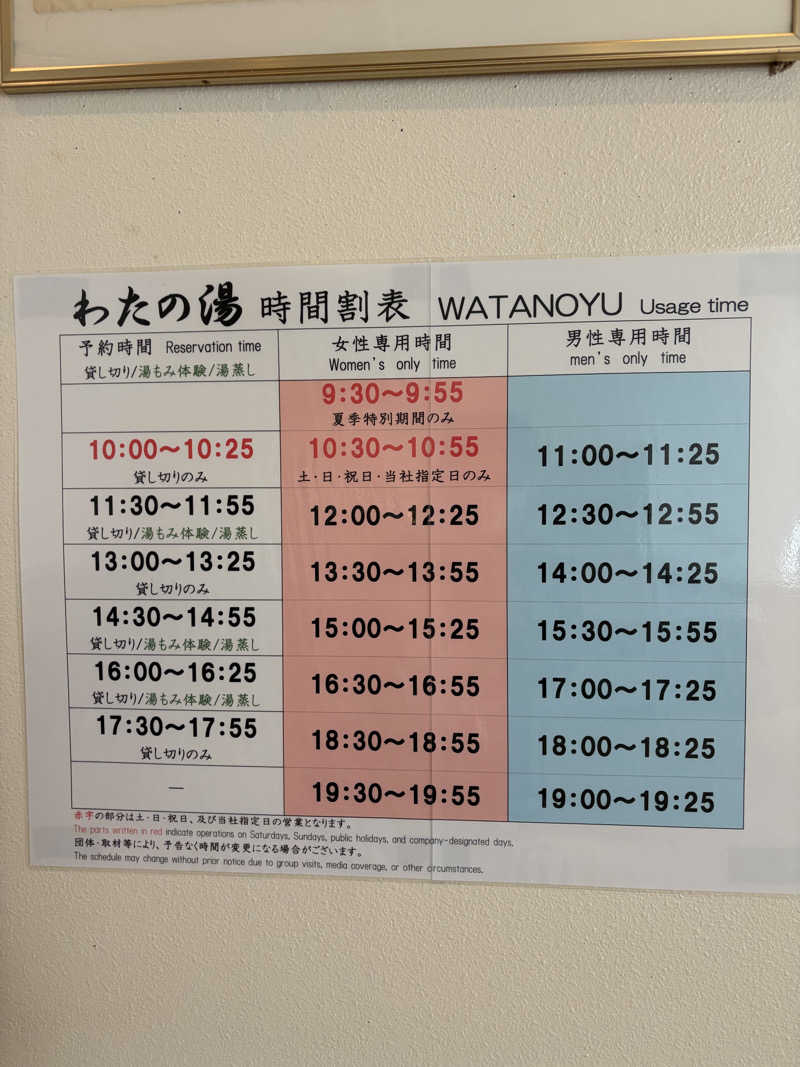 わたの湯 時間割表 WATANOYU Usage time
予約時間 Reservation time
貸し切り/湯もみ体験/湯蒸し
女性専用時間
Women's only time
男性専用時間
men's only time
9:30〜9:55
夏季特別期間のみ
10:00〜10:25
貸し切りのみ
10:30〜10:55
土・日・祝日・当社指定日のみ
11:00〜11:25
11:30〜11:55
貸し切り/湯もみ体験/湯蒸し
12:00〜12:25
12:30〜12:55
13:00〜13:25
貸し切りのみ
13:30〜13:55
14:00〜14:25
14:30〜14:55
貸し切り/湯もみ体験/湯蒸し
15:00〜15:25
15:30〜15:55
16:00〜16:25
貸し切り/湯もみ体験/湯蒸し
16:30〜16:55
17:00〜17:25
17:30〜17:55
貸し切りのみ
18:30〜18:55
18:00〜18:25
—
19:30〜19:55
19:00〜19:25
赤字の部分は土・日・祝日、及び当社指定日の営業となります。
The parts written in red indicate operations on Saturdays, Sundays, public holidays, and company-designated days.
団体・取材等により、予告なく時間が変更になる場合がございます。
The schedule may change without prior notice due to group visits, media coverage, or other circumstances.